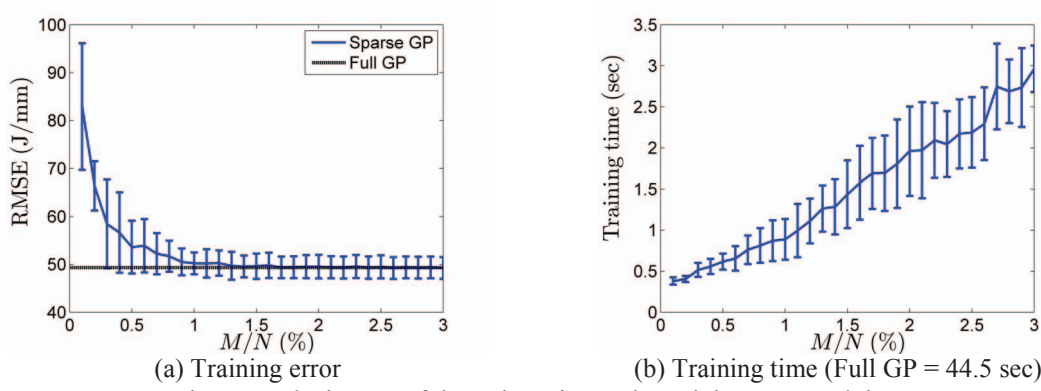 100
90
80
70
60
50
40
0 0.5 1 1.5 2 2.5 3
RMSE (J/mm)
M/N (%)
Sparse GP
Full GP
(a) Training error
3.5
3
2.5
2
1.5
1
0.5
0
0 0.5 1 1.5 2 2.5 3
Training time (sec)
M/N (%)
(b) Training time (Full GP = 44.5 sec)